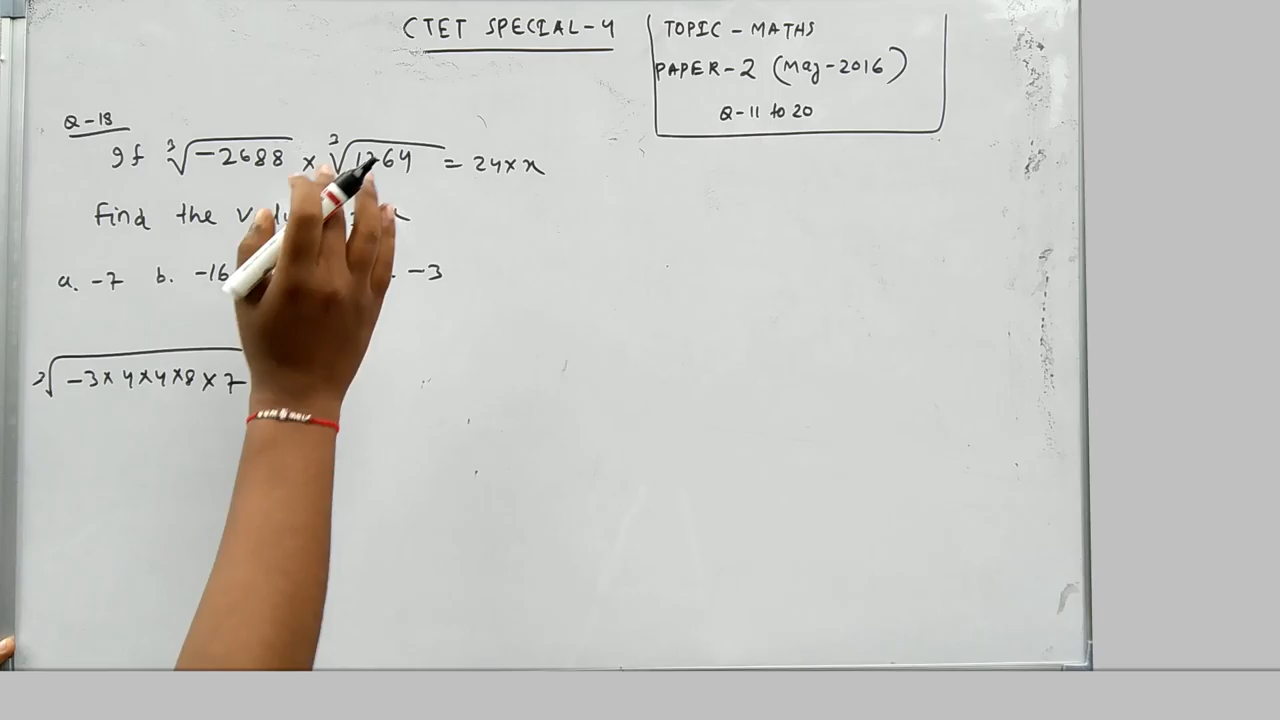 CTET SPECIAL-4
TOPIC - MATHS
PAPER-2 (May-2016)
Q-11 to 20
Q-18
If ∛-2688 × ∛1764 = 24 × x
Find the x
a. -7 b. -16 -3
∛-3×4×4×8×7